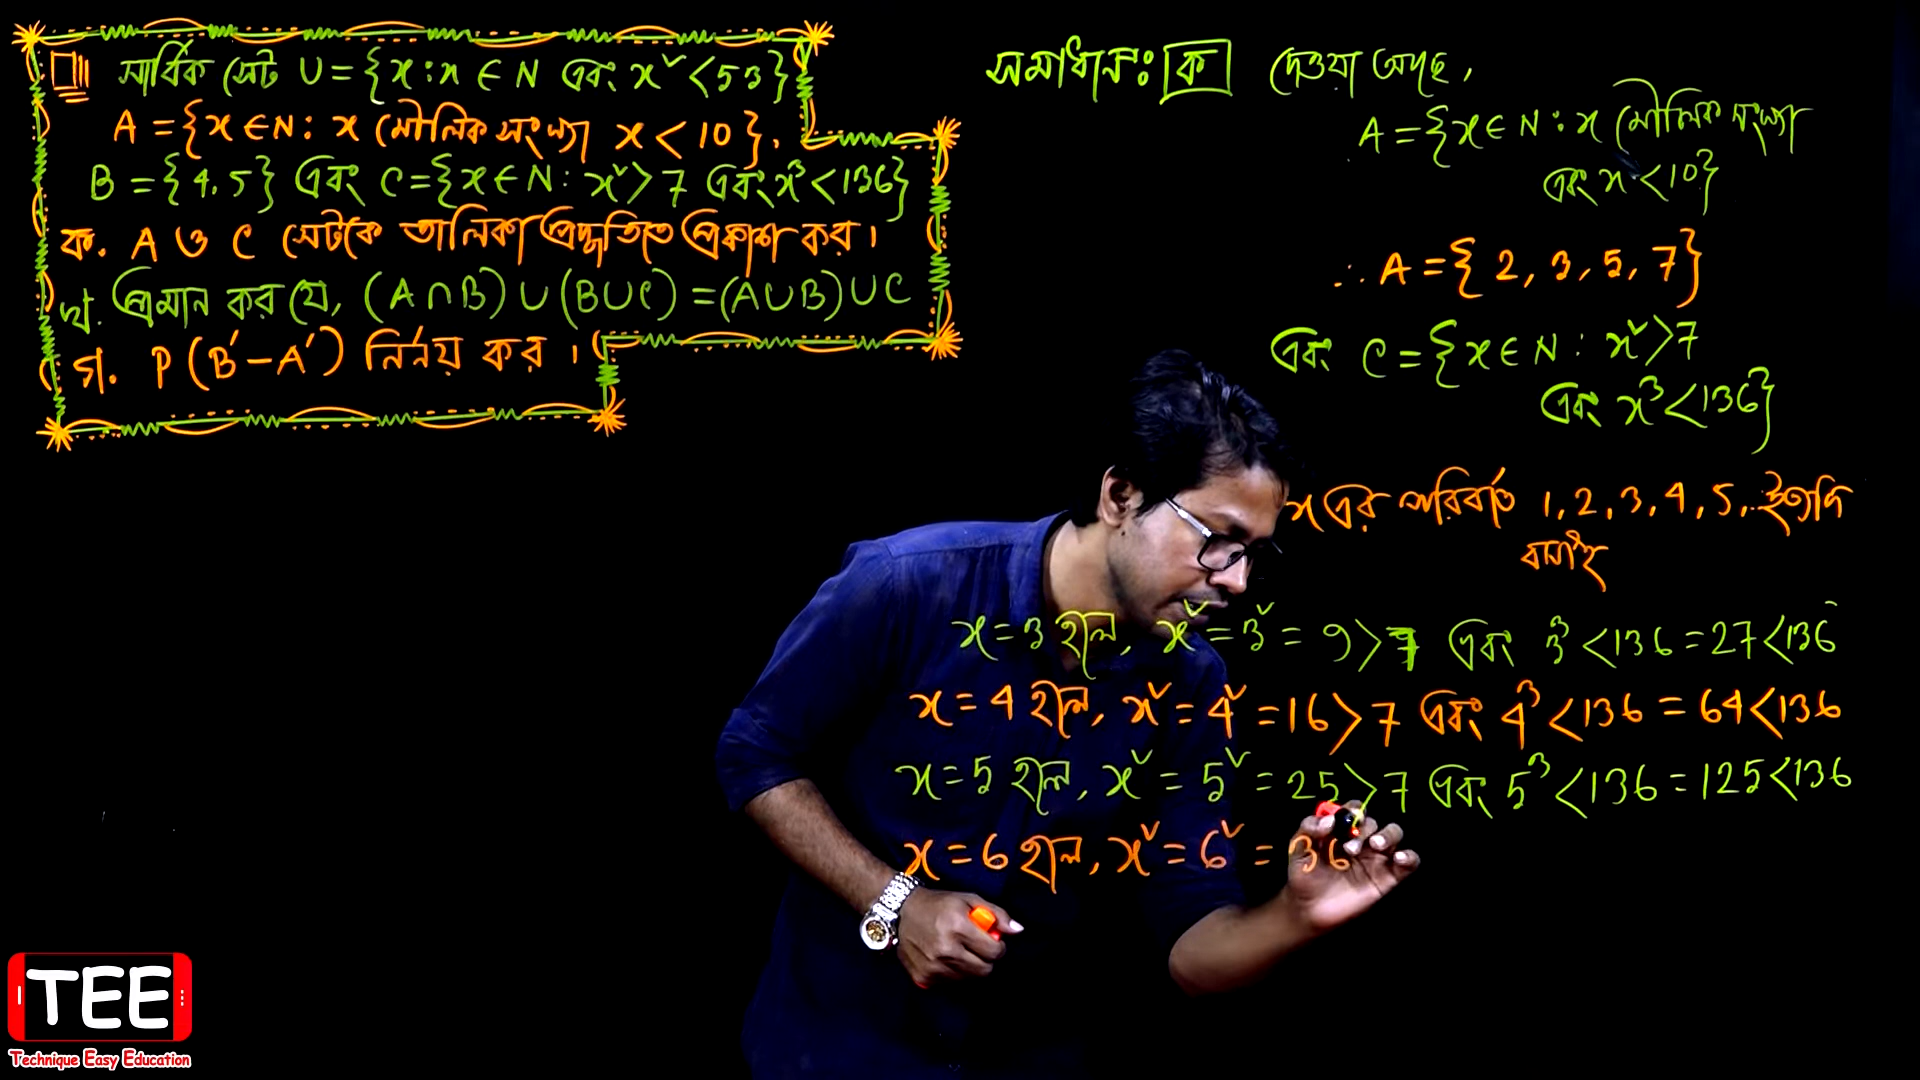 সার্বিক সেট U = {x : x ∈ N এবং x² < 53}
A = {x ∈ N : x মৌলিক সংখ্যা x < 10},
B = {4, 5} এবং C = {x ∈ N : x² > 7 এবং x³ < 136}
ক. A ও C সেটকে তালিকা পদ্ধতিতে প্রকাশ কর।
খ. প্রমান কর যে, (A ∩ B) ∪ (B ∪ C) = (A ∪ B) ∪ C
গ. P (B′ – A′) নির্নয় কর।
সমাধান: ক দেওয়া আছে,
A = {x ∈ N : x মৌলিক সংখ্যা
এবং x < 10}
∴ A = {2, 3, 5, 7}
এবং C = {x ∈ N : x² > 7
এবং x³ < 136}
x এর পরিবর্তে 1, 2, 3, 4, 5, .. ইত্যাদি
বসাই
x = 3 হলে, x² = 3² = 9 > 7 এবং 3³ < 136 = 27 < 136
x = 4 হলে, x² = 4² = 16 > 7 এবং 4³ < 136 = 64 < 136
x = 5 হলে, x² = 5² = 25 > 7 এবং 5³ < 136 = 125 < 136
x = 6 হলে, x² = 6² = 36
TEE
Technique Easy Education